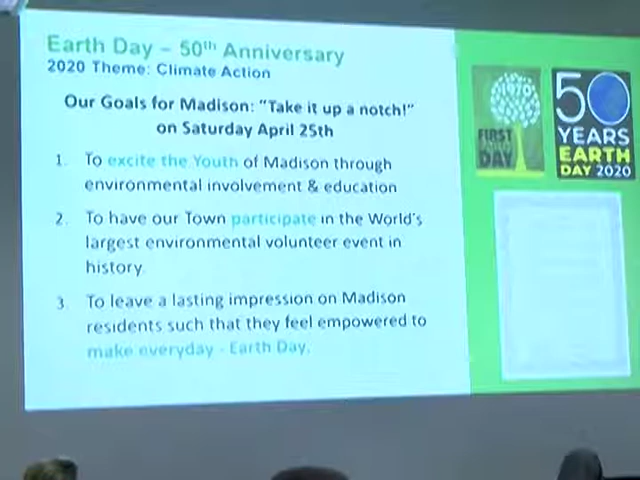 Earth Day – 50th Anniversary
2020 Theme: Climate Action
Our Goals for Madison: "Take it up a notch!"
on Saturday April 25th
1. To excite the Youth of Madison through
environmental involvement & education
2. To have our Town participate in the World's
largest environmental volunteer event in
history.
3. To leave a lasting impression on Madison
residents such that they feel empowered to
make everyday - Earth Day.
1970
FIRST
DAY
50
YEARS
EARTH
DAY 2020